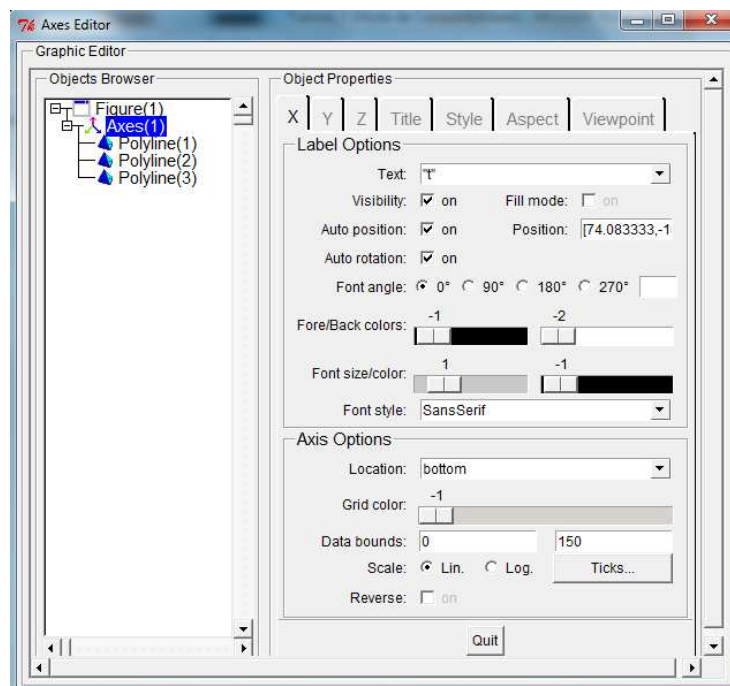 Axes Editor
Graphic Editor
Objects Browser
Figure(1)
Axes(1)
Polyline(1)
Polyline(2)
Polyline(3)
Object Properties
X Y Z Title Style Aspect Viewpoint
Label Options
Text: "t"
Visibility: on Fill mode: on
Auto position: on Position: [74.083333,-1
Auto rotation: on
Font angle: 0° 90° 180° 270°
-1 -2
Fore/Back colors:
1 -1
Font size/color:
Font style: SansSerif
Axis Options
Location: bottom
-1
Grid color:
Data bounds: 0 150
Scale: Lin. Log. Ticks...
Reverse: on
Quit